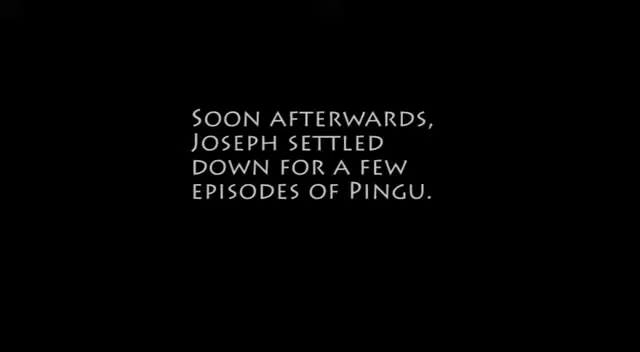 Soon afterwards,
Joseph settled
down for a few
episodes of Pingu.